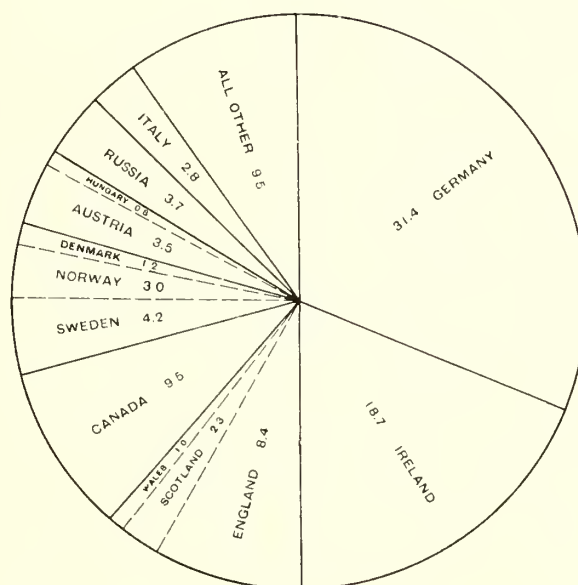 31.4 GERMANY
18.7 IRELAND
ENGLAND 8.4
SCOTLAND 2.3
WALES 1.0
CANADA 9.5
SWEDEN 4.2
NORWAY 3.0
DENMARK 1.2
AUSTRIA 3.5
HUNGARY 0.6
RUSSIA 3.7
ITALY 2.8
ALL OTHER 9.5